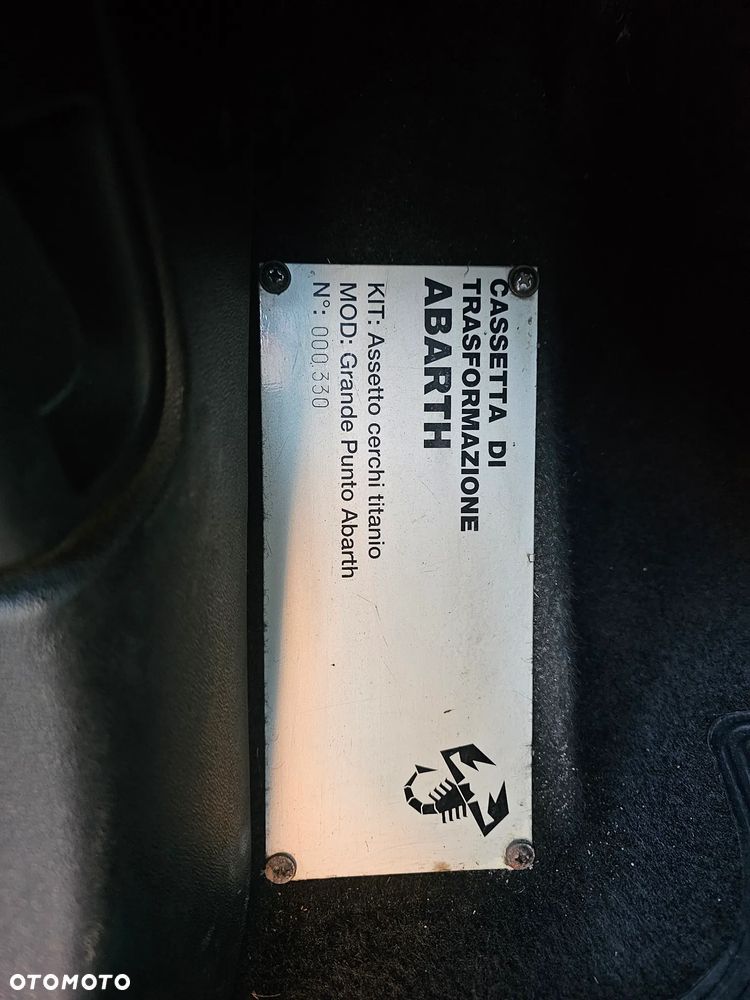 CASSETTA DI
TRASFORMAZIONE
ABARTH
KIT: Assetto cerchi titanio
MOD: Grande Punto Abarth
N°: 000330
OTOMOTO